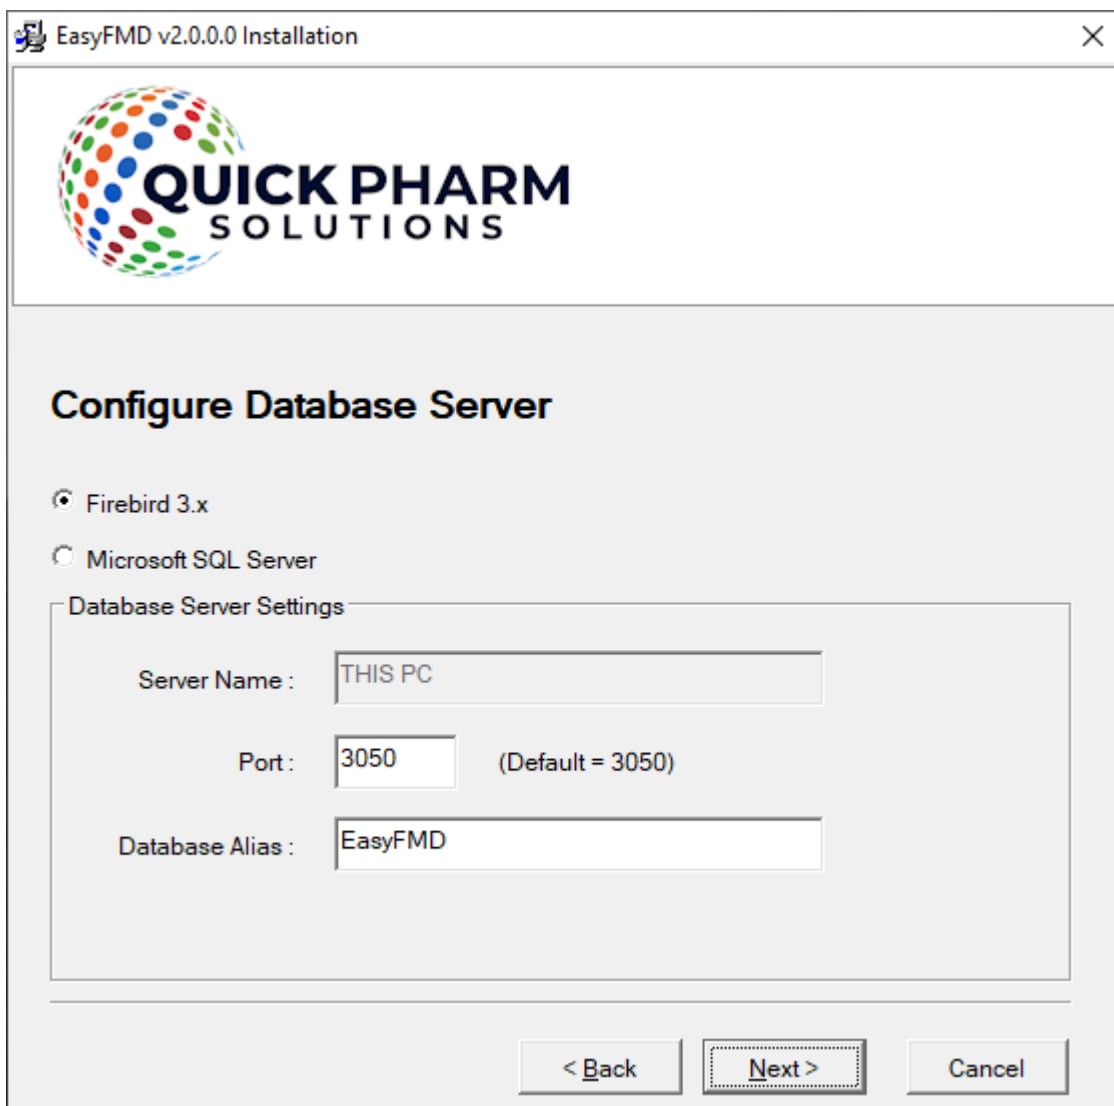 EasyFMD v2.0.0.0 Installation
QUICK PHARM
SOLUTIONS
Configure Database Server
Firebird 3.x
Microsoft SQL Server
Database Server Settings
Server Name : THIS PC
Port : 3050 (Default = 3050)
Database Alias : EasyFMD
< Back Next > Cancel